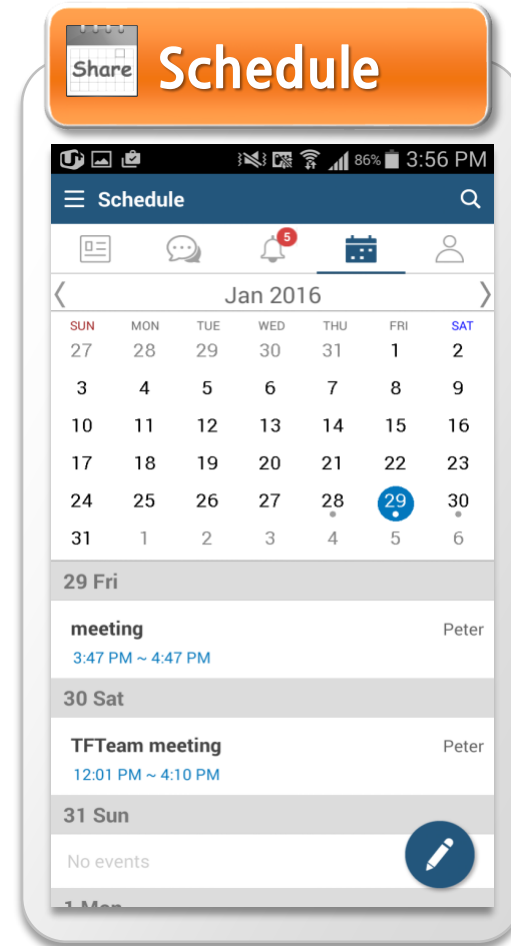 Share Schedule
86% 3:56 PM
Schedule
5
Jan 2016
SUN MON TUE WED THU FRI SAT
27 28 29 30 31 1 2
3 4 5 6 7 8 9
10 11 12 13 14 15 16
17 18 19 20 21 22 23
24 25 26 27 28 29 30
31 1 2 3 4 5 6
29 Fri
meeting Peter
3:47 PM ~ 4:47 PM
30 Sat
TFTeam meeting Peter
12:01 PM ~ 4:10 PM
31 Sun
No events
1 Mon